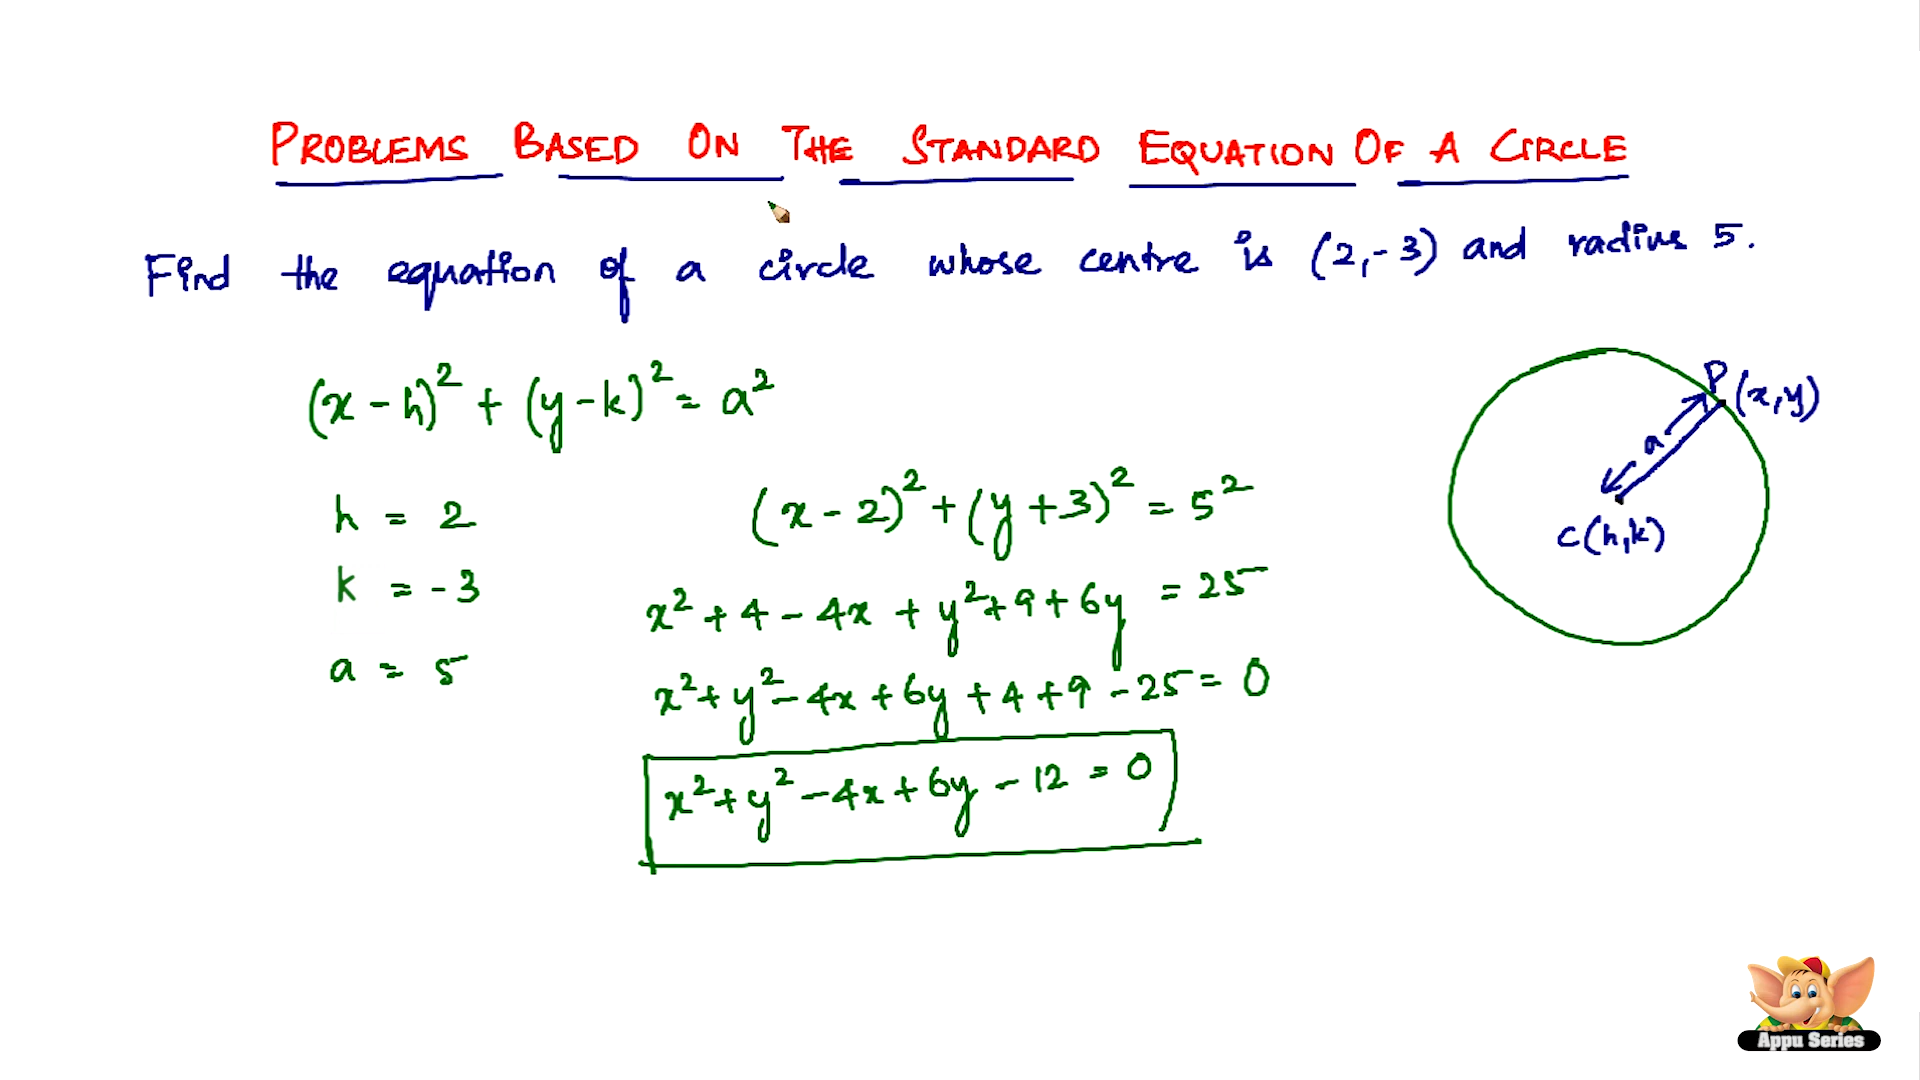 PROBLEMS BASED ON THE STANDARD EQUATION OF A CIRCLE
Find the equation of a circle whose centre is (2,-3) and radius 5.
(x-h)² + (y-k)² = a²
h = 2
k = -3
a = 5
(x-2)² + (y+3)² = 5²
x² + 4 - 4x + y² + 9 + 6y = 25
x² + y² - 4x + 6y + 4 + 9 - 25 = 0
x² + y² - 4x + 6y - 12 = 0
P (x,y)
a
C(h,k)
Appu Series